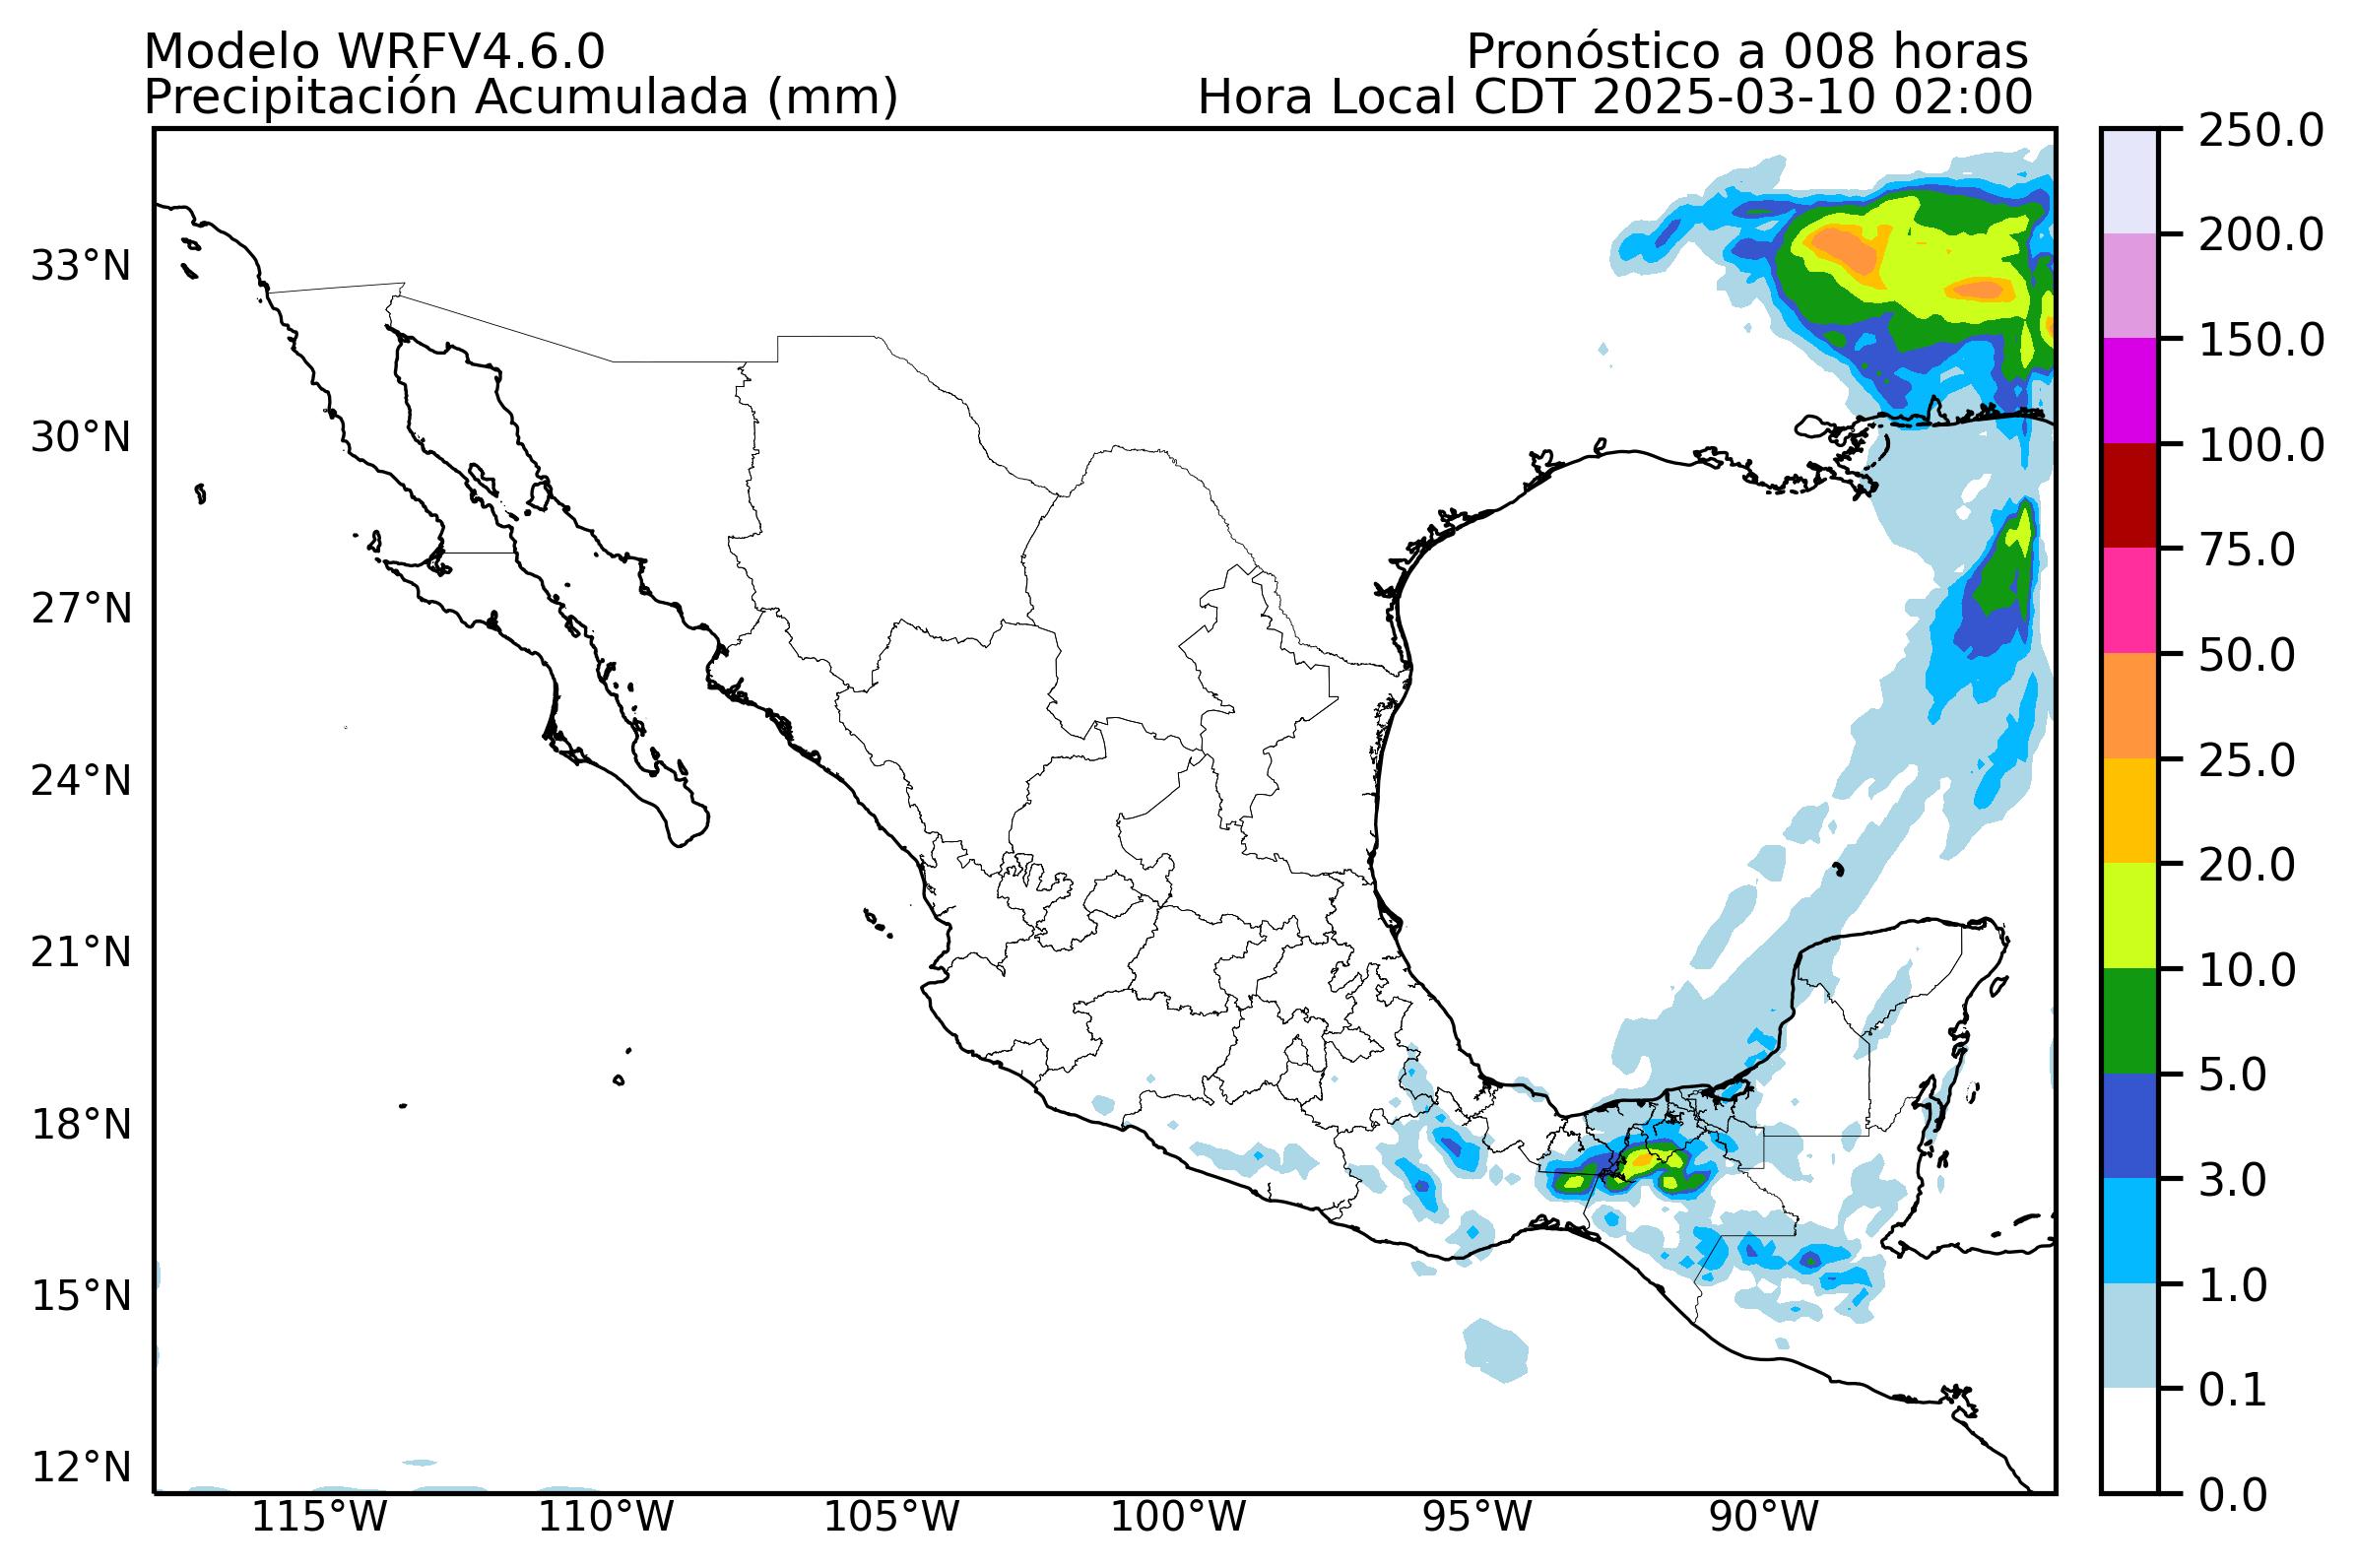 Modelo WRFV4.6.0
Pronóstico a 008 horas
Precipitación Acumulada (mm)
Hora Local CDT 2025-03-10 02:00
33°N
30°N
27°N
24°N
21°N
18°N
15°N
12°N
115°W
110°W
105°W
100°W
95°W
90°W
250.0
200.0
150.0
100.0
75.0
50.0
25.0
20.0
10.0
5.0
3.0
1.0
0.1
0.0